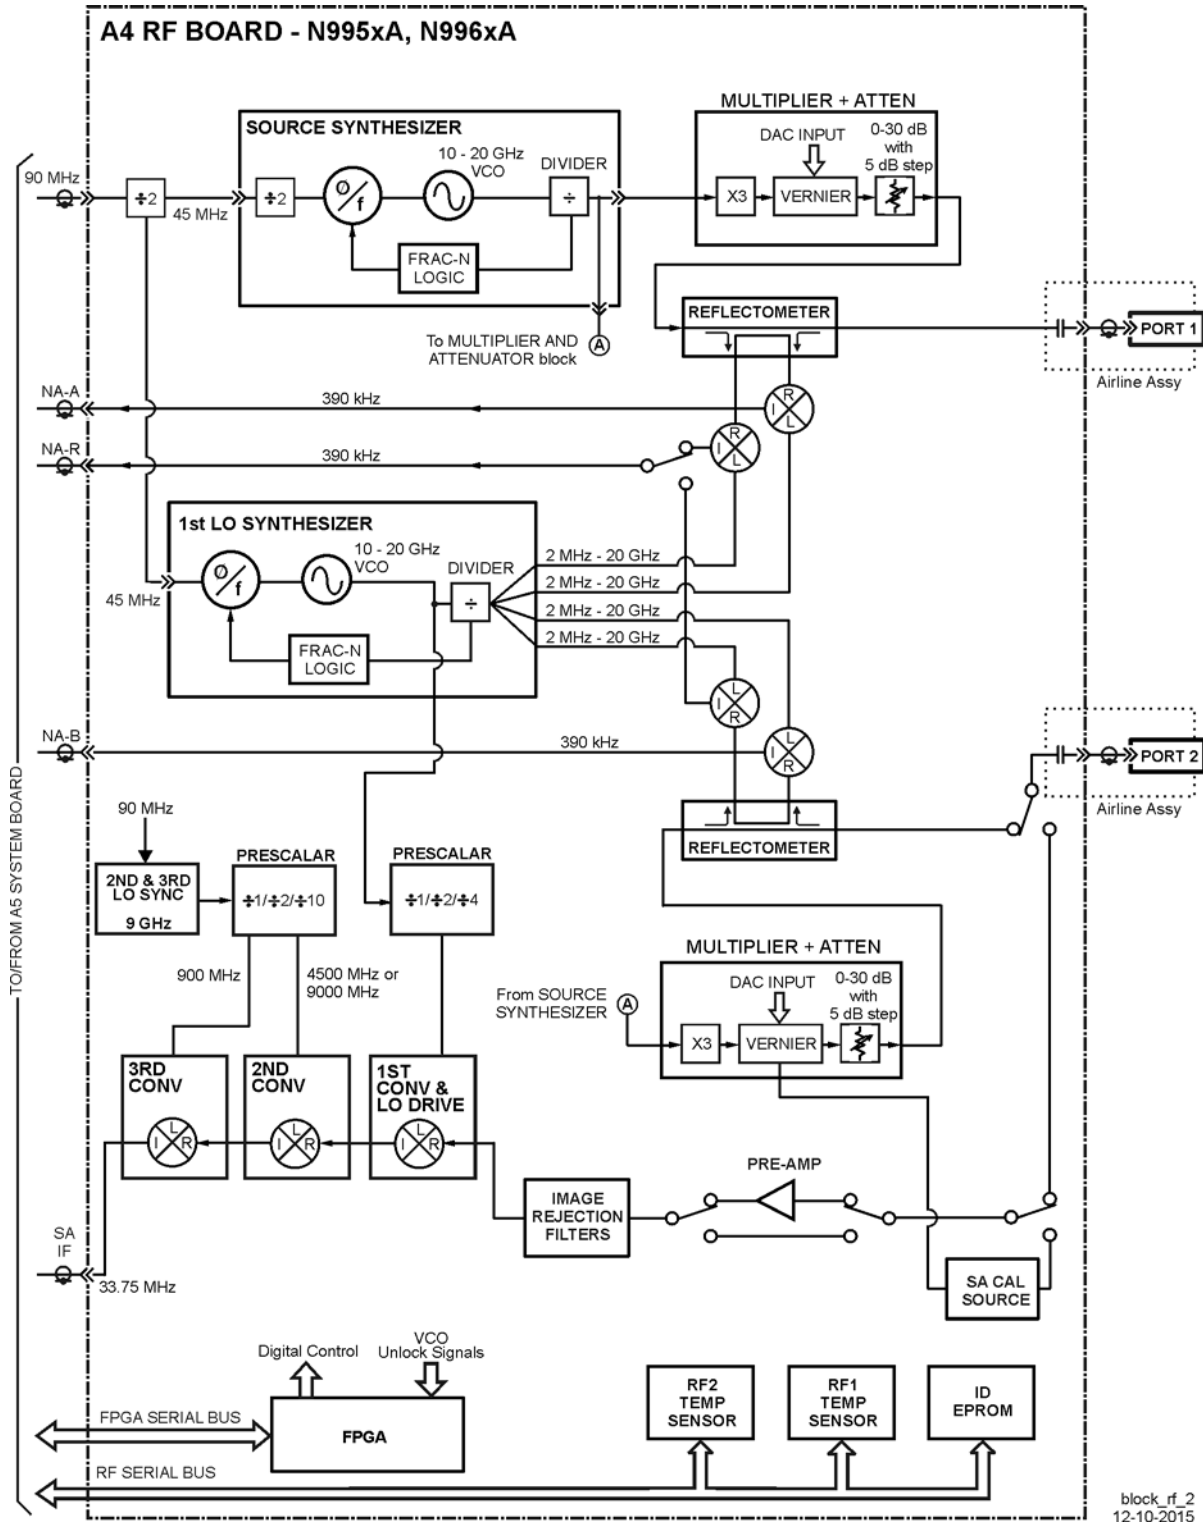 A4 RF BOARD - N995xA, N996xA
MULTIPLIER + ATTEN
SOURCE SYNTHESIZER
10 - 20 GHz
VCO
DIVIDER
DAC INPUT
0-30 dB
with
5 dB step
90 MHz
÷2
45 MHz
÷2
Ø/f
÷
X3
VERNIER
FRAC-N
LOGIC
To MULTIPLIER AND
ATTENUATOR block
A
REFLECTOMETER
PORT 1
Airline Assy
NA-A
390 kHz
I
R
L
NA-R
390 kHz
I
R
L
1st LO SYNTHESIZER
10 - 20 GHz
VCO
DIVIDER
45 MHz
Ø/f
÷
FRAC-N
LOGIC
2 MHz - 20 GHz
2 MHz - 20 GHz
2 MHz - 20 GHz
2 MHz - 20 GHz
L
I
R
NA-B
390 kHz
L
I
R
PORT 2
Airline Assy
REFLECTOMETER
TO/FROM A5 SYSTEM BOARD
90 MHz
2ND & 3RD
LO SYNC
9 GHz
PRESCALAR
÷1/÷2/÷10
PRESCALAR
÷1/÷2/÷4
900 MHz
4500 MHz or
9000 MHz
MULTIPLIER + ATTEN
DAC INPUT
0-30 dB
with
5 dB step
From SOURCE
SYNTHESIZER
A
X3
VERNIER
3RD
CONV
I
L
R
2ND
CONV
I
L
R
1ST
CONV &
LO DRIVE
I
L
R
PRE-AMP
IMAGE
REJECTION
FILTERS
SA
IF
33.75 MHz
SA CAL
SOURCE
Digital Control
VCO
Unlock Signals
FPGA SERIAL BUS
FPGA
RF2
TEMP
SENSOR
RF1
TEMP
SENSOR
ID
EPROM
RF SERIAL BUS
block_rf_2
12-10-2015